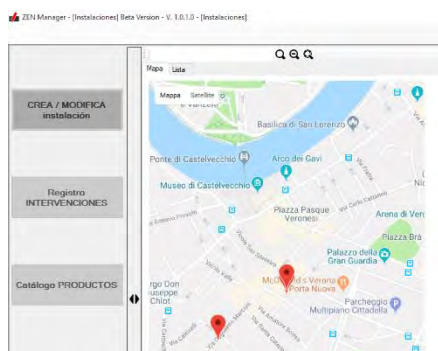 ZEN Manager - [Instalaciones] Beta Version - V. 1.0.1.0 - [Instalaciones]
Mapa Lista
Mappa Satellite
CREA / MODIFICA
instalación
Basilica di San Lorenzo
Ponte di Castelvecchio
Arco dei Gavi
Museo di Castelvecchio
Registro
INTERVENCIONES
Piazza Pasque
Veronesi
Arena di Ver
Piazza Brà
Palazzo della
Gran Guardia
Catálogo PRODUCTOS
McDonald's Verona
Porta Nuova
Parcheggio
Multipiano Cittadella